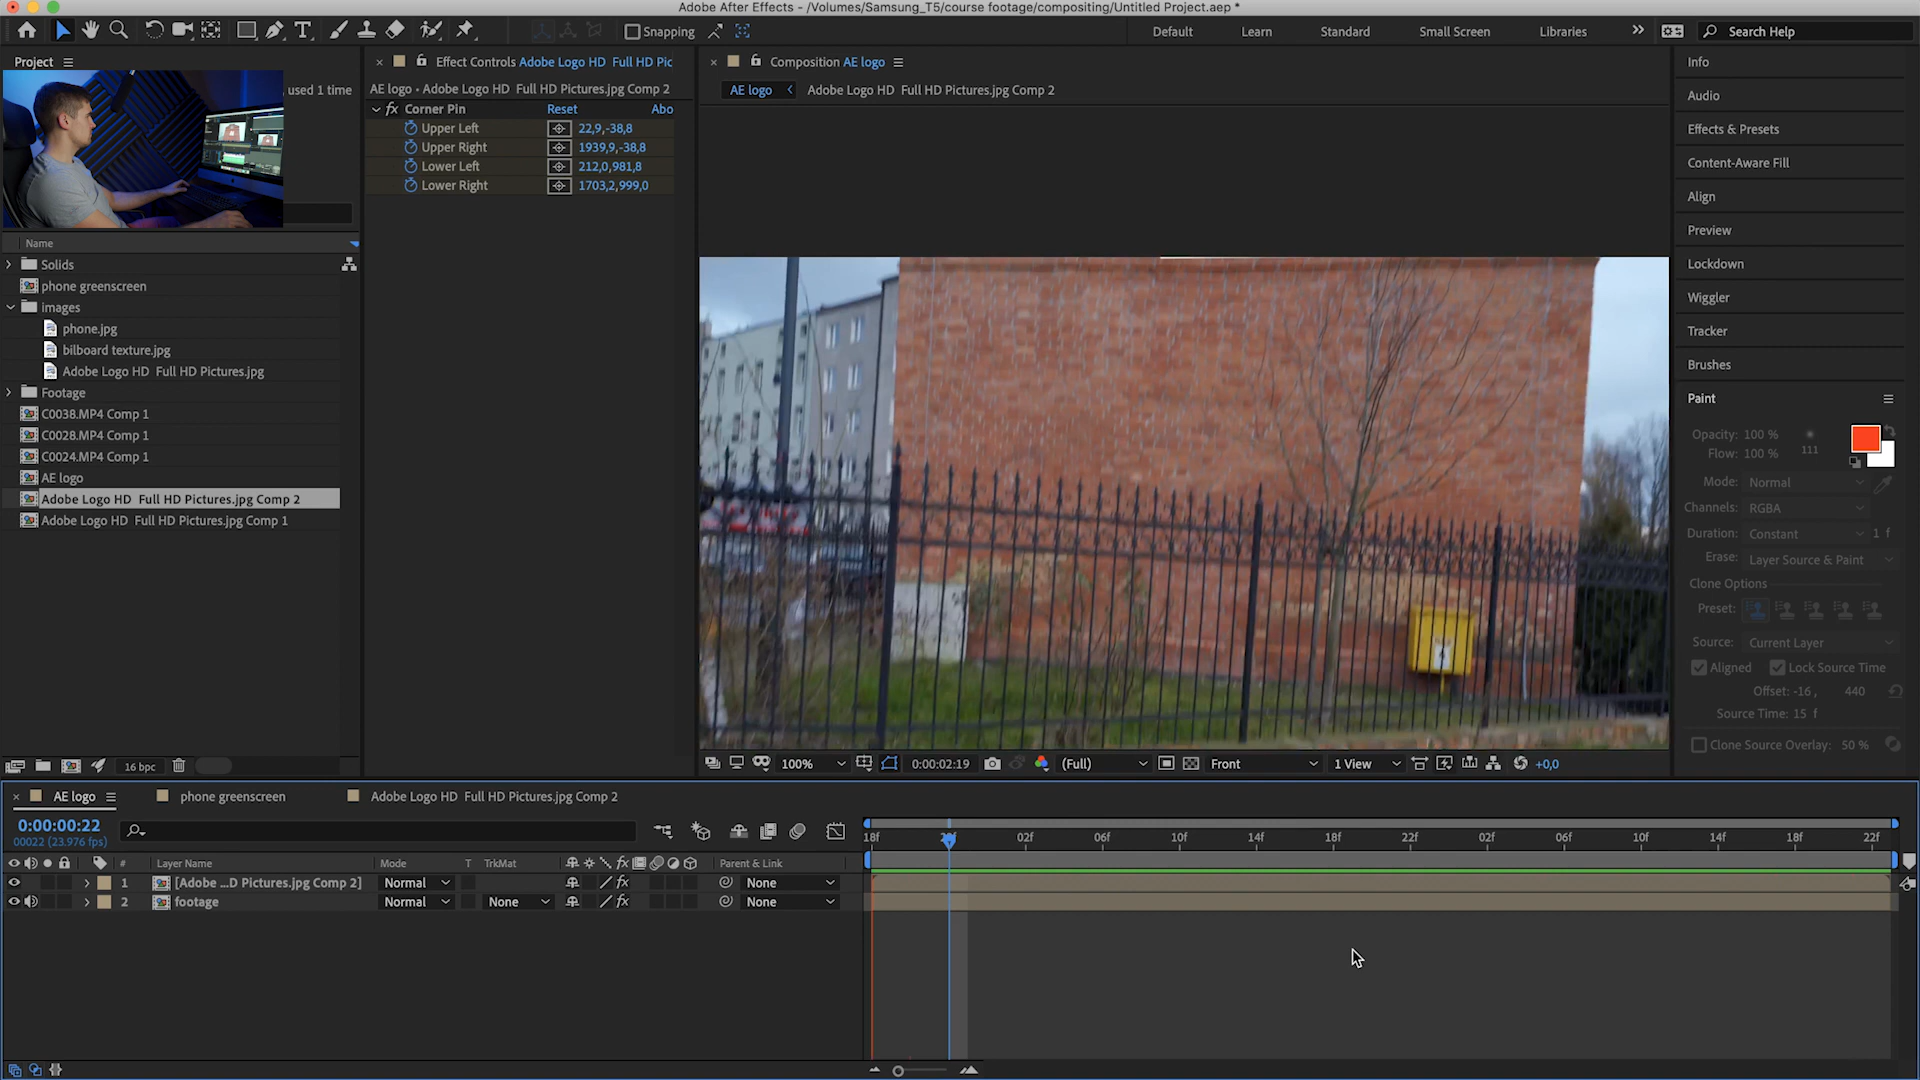 Adobe After Effects - /Volumes/Samsung_T5/course footage/compositing/Untitled Project.aep *
Snapping
Default
Learn
Standard
Small Screen
Libraries
Search Help
Project
, used 1 time
Name
Solids
phone greenscreen
images
phone.jpg
bilboard texture.jpg
Adobe Logo HD Full HD Pictures.jpg
Footage
C0038.MP4 Comp 1
C0028.MP4 Comp 1
C0024.MP4 Comp 1
AE logo
Adobe Logo HD Full HD Pictures.jpg Comp 2
Adobe Logo HD Full HD Pictures.jpg Comp 1
16 bpc
Effect Controls Adobe Logo HD Full HD Pic
AE logo • Adobe Logo HD Full HD Pictures.jpg Comp 2
fx Corner Pin Reset Abo
Upper Left 22,9,-38,8
Upper Right 1939,9,-38,8
Lower Left 212,0,981,8
Lower Right 1703,2,999,0
Composition AE logo
AE logo Adobe Logo HD Full HD Pictures.jpg Comp 2
100% 0:00:02:19 (Full) Front 1 View +0,0
Info
Audio
Effects & Presets
Content-Aware Fill
Align
Preview
Lockdown
Wiggler
Tracker
Brushes
Paint
Opacity: 100 %
Flow: 100 %
111
Mode: Normal
Channels: RGBA
Duration: Constant 1 f
Erase: Layer Source & Paint
Clone Options
Preset:
Source: Current Layer
Aligned Lock Source Time
Offset: -16 , 440
Source Time: 15 f
Clone Source Overlay: 50 %
AE logo
phone greenscreen
Adobe Logo HD Full HD Pictures.jpg Comp 2
0:00:00:22
00022 (23.976 fps)
18f 02f 06f 10f 14f 18f 22f 02f 06f 10f 14f 18f 22f
# Layer Name Mode T TrkMat fx Parent & Link
1 [Adobe ...D Pictures.jpg Comp 2] Normal fx None
2 footage Normal None fx None